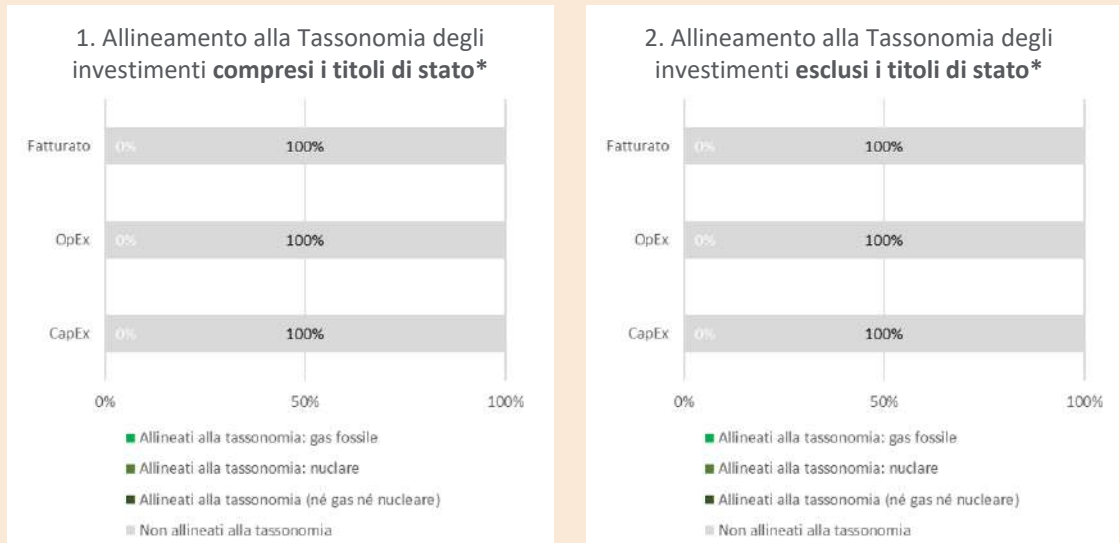 1. Allineamento alla Tassonomia degli
investimenti compresi i titoli di stato*
Fatturato 0% 100%
OpEx 0% 100%
CapEx 0% 100%
0% 50% 100%
Allineati alla tassonomia: gas fossile
Allineati alla tassonomia: nuclare
Allineati alla tassonomia (né gas né nucleare)
Non allineati alla tassonomia
2. Allineamento alla Tassonomia degli
investimenti esclusi i titoli di stato*
Fatturato 0% 100%
OpEx 0% 100%
CapEx 0% 100%
0% 50% 100%
Allineati alla tassonomia: gas fossile
Allineati alla tassonomia: nuclare
Allineati alla tassonomia (né gas né nucleare)
Non allineati alla tassonomia